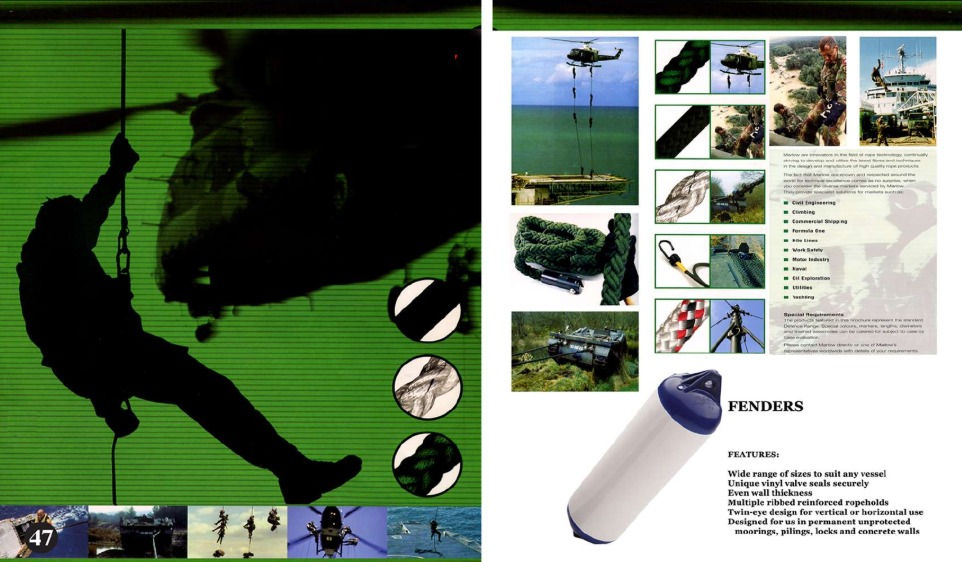 47
Marlow are innovators in the field of rope technology, continually
striving to develop and utilise the latest fibres and techniques
in the design and manufacture of high quality rope products.
The fact that Marlow are known and respected around the
world for technical excellence comes as no surprise, when
you consider the diverse markets serviced by Marlow.
They provide specialist solutions for markets such as:
Civil Engineering
Climbing
Commercial Shipping
Formula One
Kite Lines
Work Safety
Motor Industry
Naval
Oil Exploration
Utilities
Yachting
Special Requirements
The products featured in this brochure represent the standard
Defence Range. Special colours, markers, lengths, diameters
and finished assemblies can be catered for subject to case by
case evaluation.
Please contact Marlow directly or one of Marlow's
representatives worldwide with details of your requirements.
FENDERS
FEATURES:
Wide range of sizes to suit any vessel
Unique vinyl valve seals securely
Even wall thickness
Multiple ribbed reinforced ropeholds
Twin-eye design for vertical or horizontal use
Designed for us in permanent unprotected
moorings, pilings, locks and concrete walls